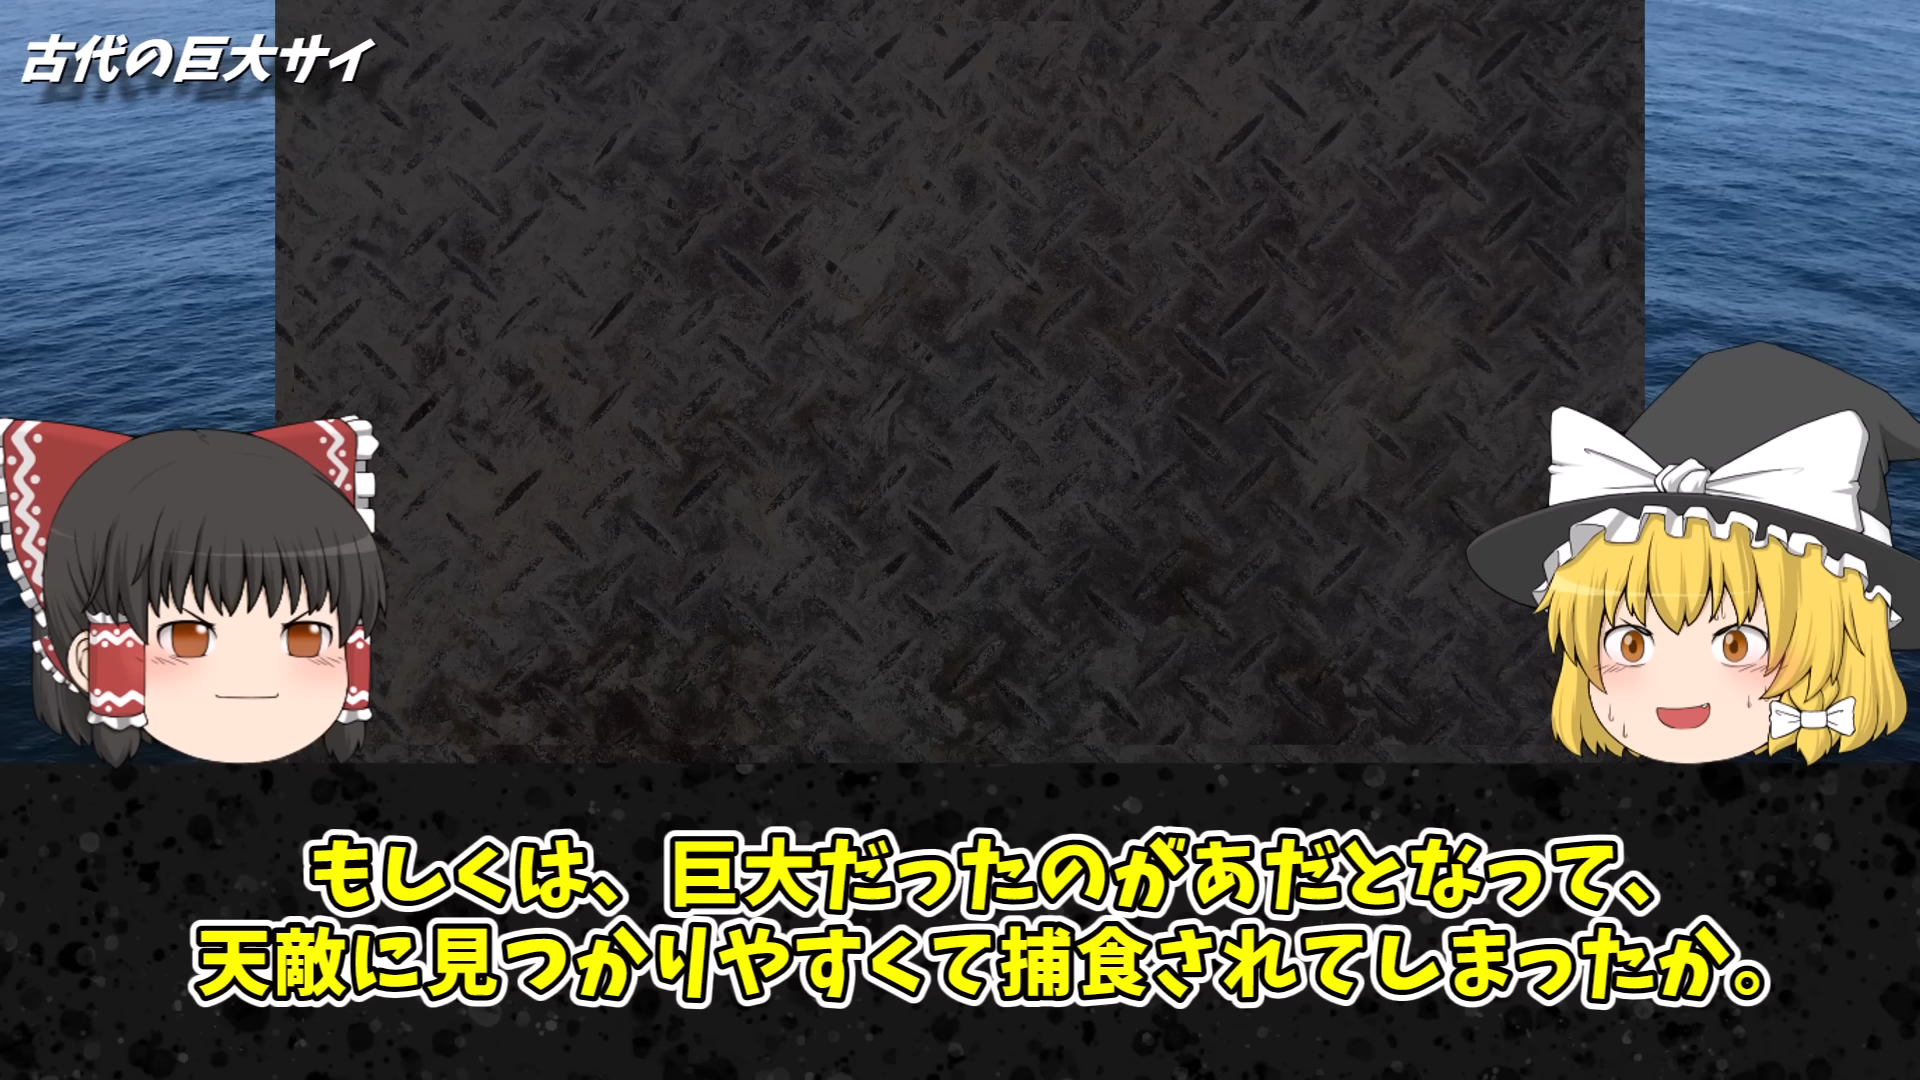 古代の巨大サイ
もしくは、巨大だったのがあだとなって、
天敵に見つかりやすくて捕食されてしまったか。